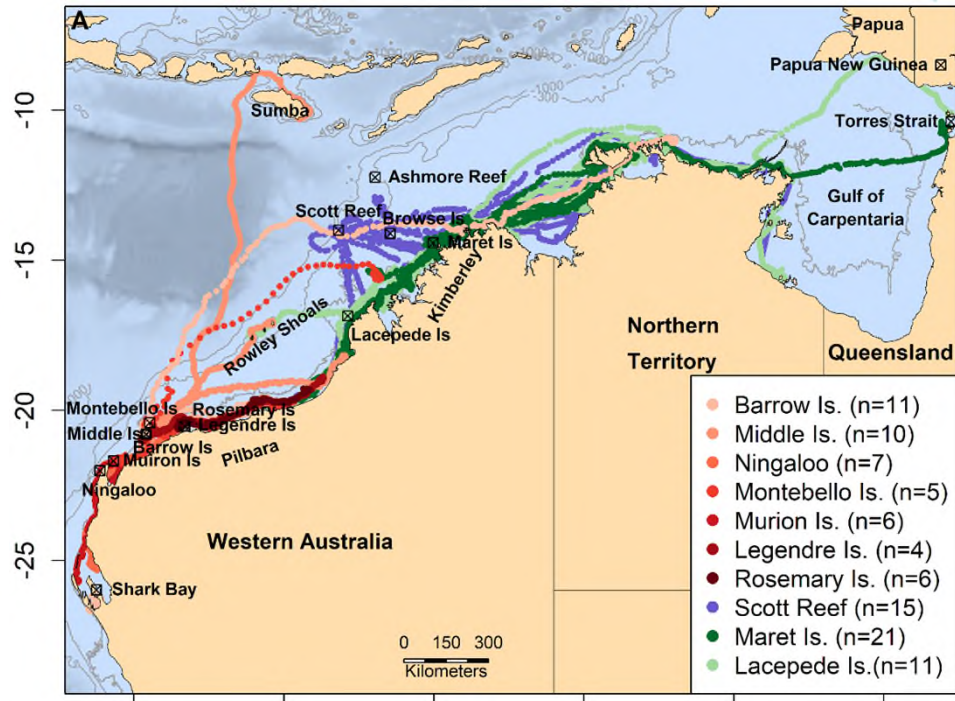 A
Papua
Papua New Guinea
-1000
1000
300
Sumba
-10
Torres Strait
Ashmore Reef
Scott Reef
Browse Is
Gulf of
Carpentaria
Maret Is
-15
Kimberley
Rowley Shoals
Lacepede Is
Northern
Territory
Queensland
-20
Montebello Is
Rosemary Is
Middle Is
Legendre Is
Barrow Is
Pilbara
Muiron Is
Ningaloo
Western Australia
-25
Shark Bay
0 150 300
Kilometers
Barrow Is. (n=11)
Middle Is. (n=10)
Ningaloo (n=7)
Montebello Is. (n=5)
Murion Is. (n=6)
Legendre Is. (n=4)
Rosemary Is. (n=6)
Scott Reef (n=15)
Maret Is. (n=21)
Lacepede Is.(n=11)